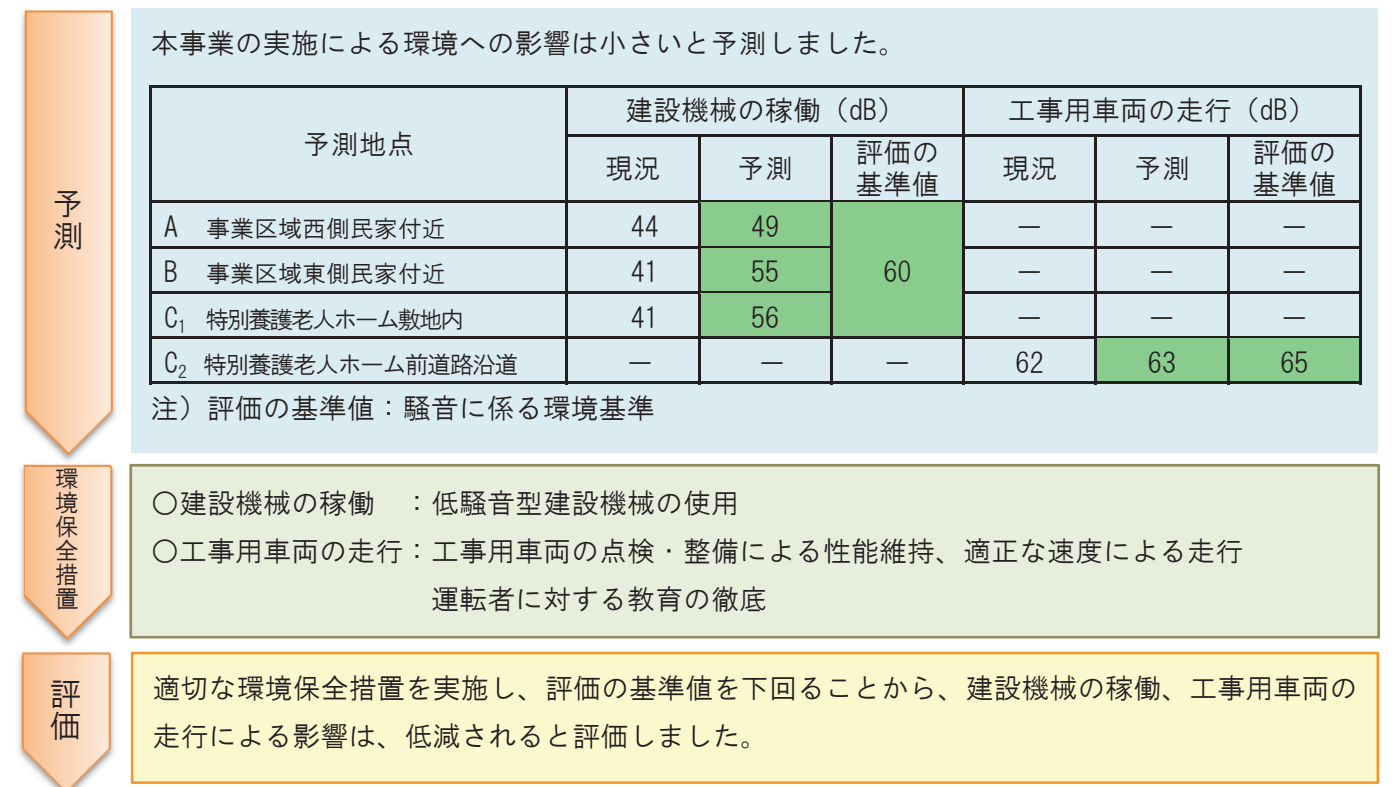 予測
本事業の実施による環境への影響は小さいと予測しました。
予測地点 建設機械の稼働（dB） 工事用車両の走行（dB）
現況 予測 評価の基準値 現況 予測 評価の基準値
A 事業区域西側民家付近 44 49 60 － － －
B 事業区域東側民家付近 41 55 － － －
C₁ 特別養護老人ホーム敷地内 41 56 － － －
C₂ 特別養護老人ホーム前道路沿道 － － － 62 63 65
注）評価の基準値：騒音に係る環境基準
環境保全措置
○建設機械の稼働　：低騒音型建設機械の使用
○工事用車両の走行：工事用車両の点検・整備による性能維持、適正な速度による走行
運転者に対する教育の徹底
評価
適切な環境保全措置を実施し、評価の基準値を下回ることから、建設機械の稼働、工事用車両の
走行による影響は、低減されると評価しました。